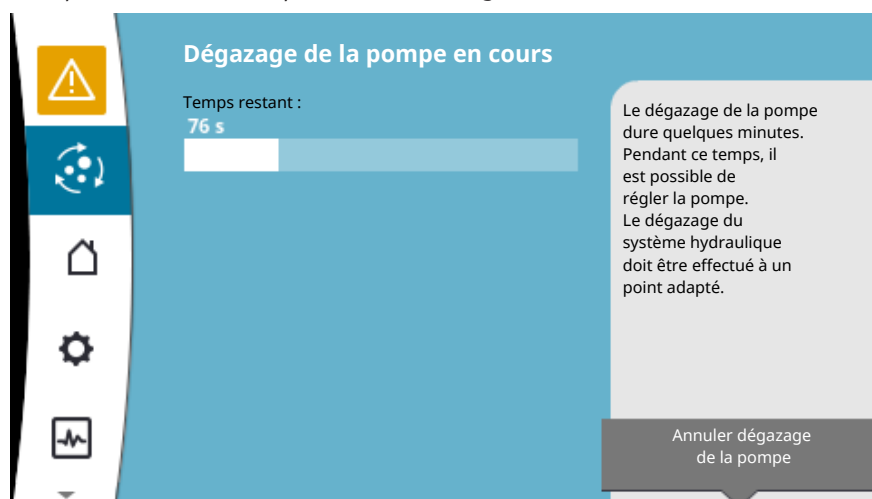 Dégazage de la pompe en cours
Temps restant :
76 s
Le dégazage de la pompe
dure quelques minutes.
Pendant ce temps, il
est possible de
régler la pompe.
Le dégazage du
système hydraulique
doit être effectué à un
point adapté.
Annuler dégazage
de la pompe